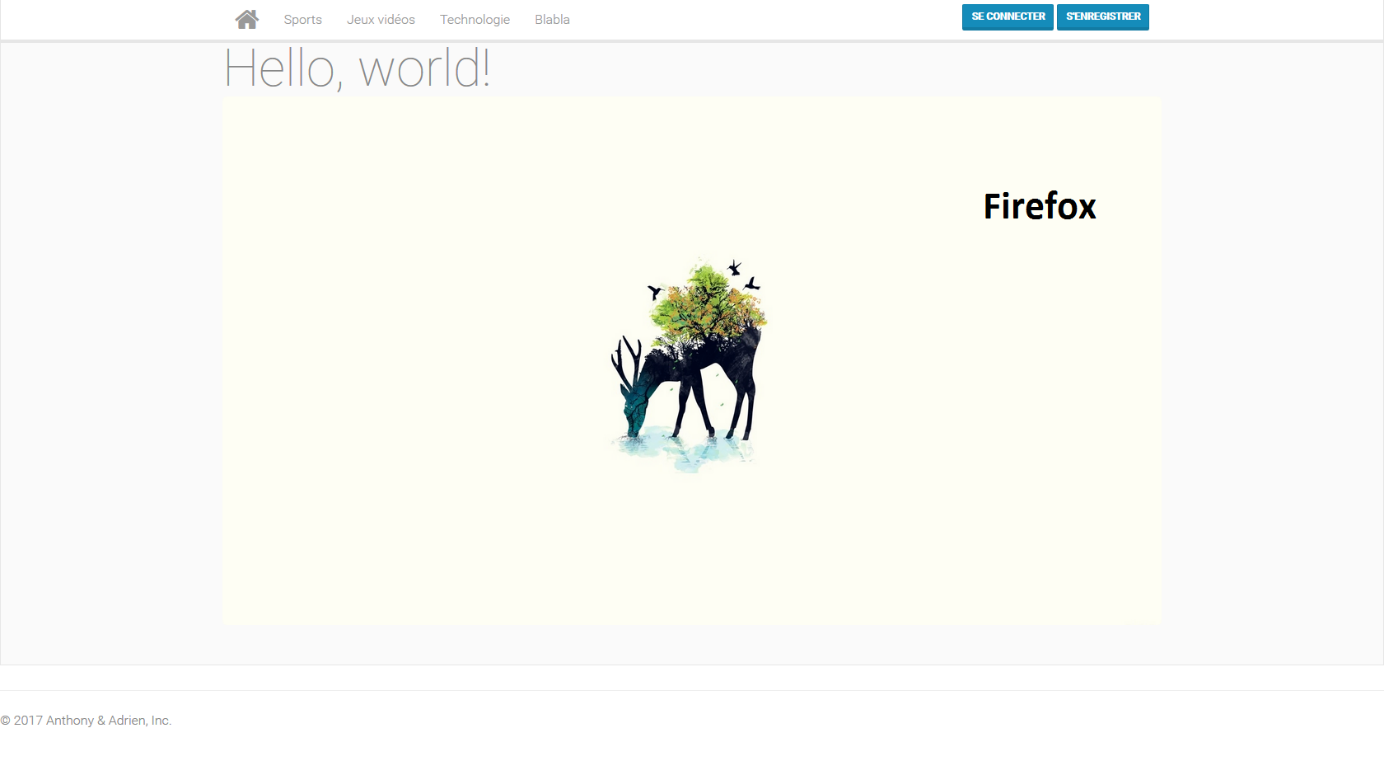 Sports Jeux vidéos Technologie Blabla SE CONNECTER S'ENREGISTRER
Hello, world!
Firefox
© 2017 Anthony & Adrien, Inc.